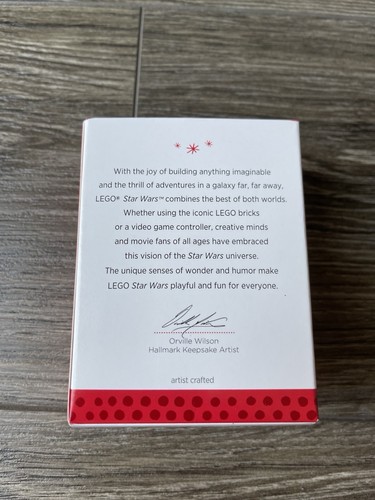 With the joy of building anything imaginable
and the thrill of adventures in a galaxy far, far away,
LEGO® Star Wars™ combines the best of both worlds.
Whether using the iconic LEGO bricks
or a video game controller, creative minds
and movie fans of all ages have embraced
this vision of the Star Wars universe.
The unique senses of wonder and humor make
LEGO Star Wars playful and fun for everyone.
Orville Wilson
Hallmark Keepsake Artist
artist crafted